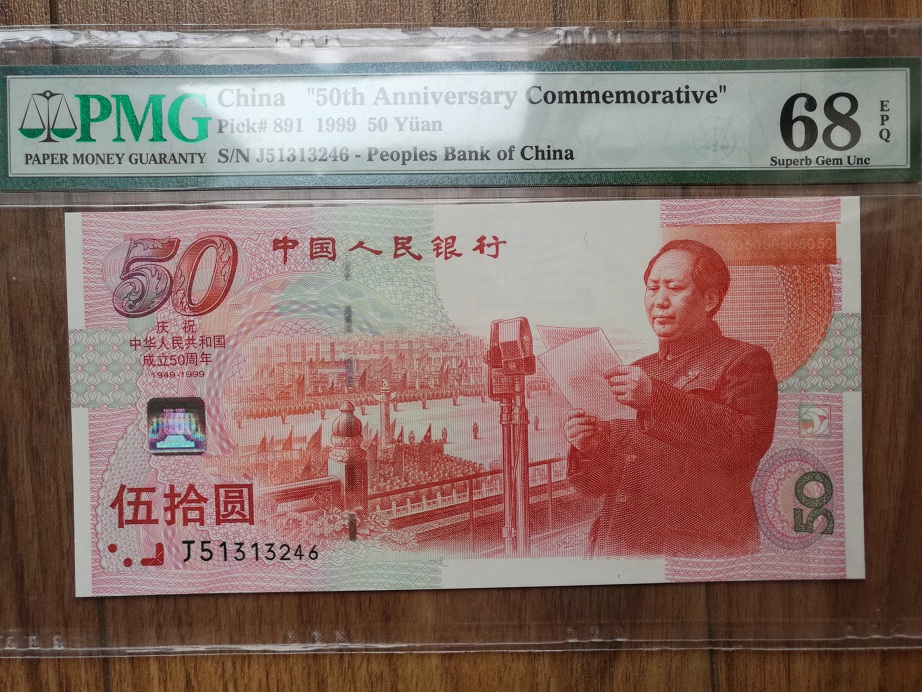 PMG
PAPER MONEY GUARANTY
China "50th Anniversary Commemorative"
Pick# 891 1999 50 Yüan
S/N J51313246 - Peoples Bank of China
68
EPQ
Superb Gem Unc
50
中国人民银行
庆祝
中华人民共和国
成立50周年
1949-1999
伍拾圆
J51313246
50